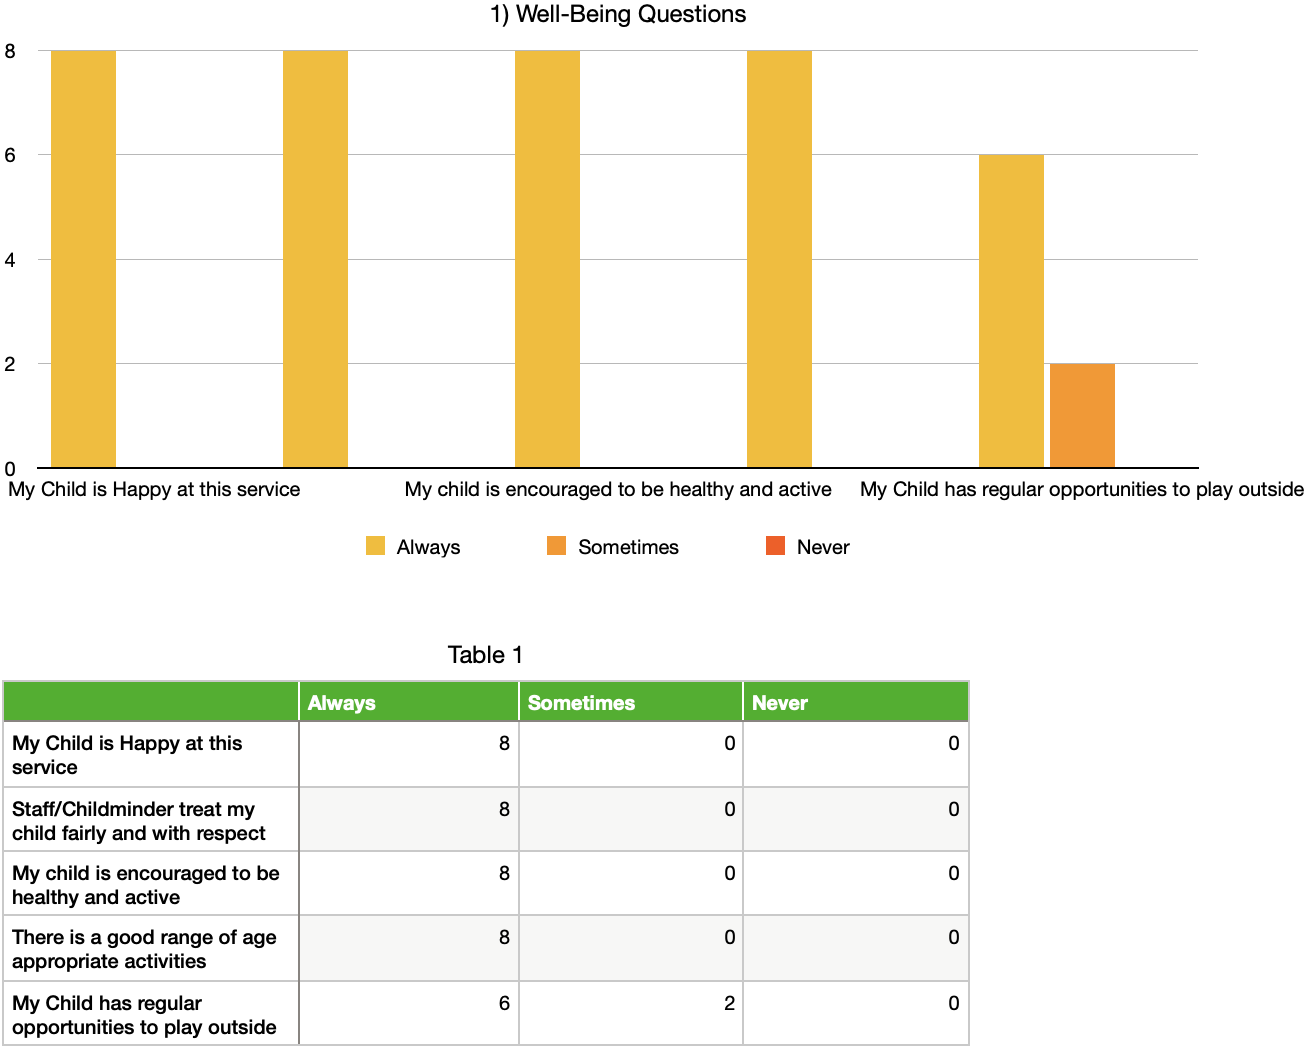 1) Well-Being Questions
8
6
4
2
0
My Child is Happy at this service
My child is encouraged to be healthy and active
My Child has regular opportunities to play outside
Always
Sometimes
Never
Table 1
Always Sometimes Never
My Child is Happy at this
service
8 0 0
Staff/Childminder treat my
child fairly and with respect
8 0 0
My child is encouraged to be
healthy and active
8 0 0
There is a good range of age
appropriate activities
8 0 0
My Child has regular
opportunities to play outside
6 2 0